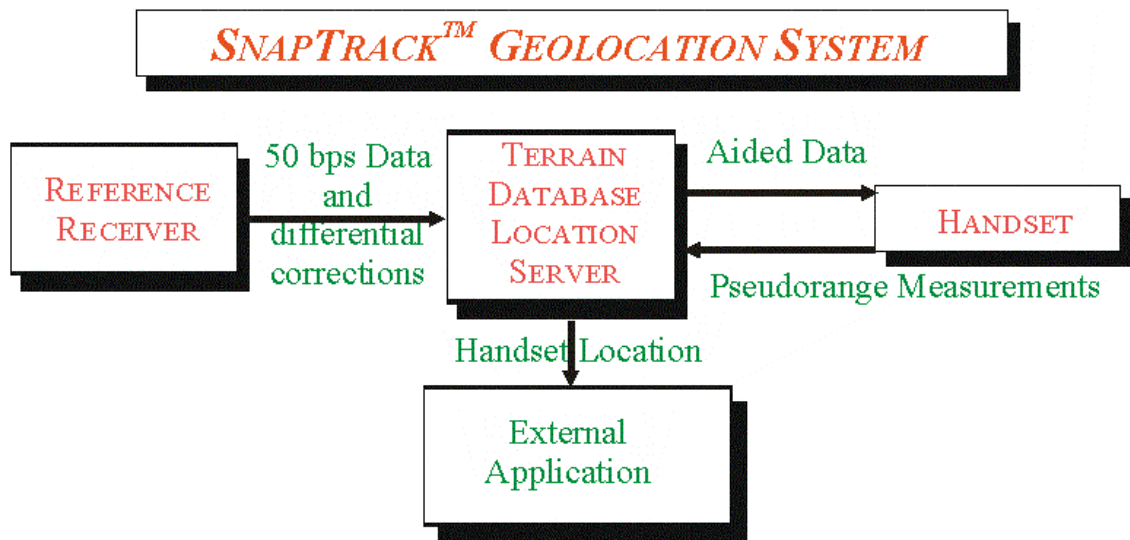 SNAPTRACK™ GEOLOCATION SYSTEM
REFERENCE
RECEIVER
50 bps Data
and
differential
corrections
TERRAIN
DATABASE
LOCATION
SERVER
Aided Data
HANDSET
Pseudorange Measurements
Handset Location
External
Application